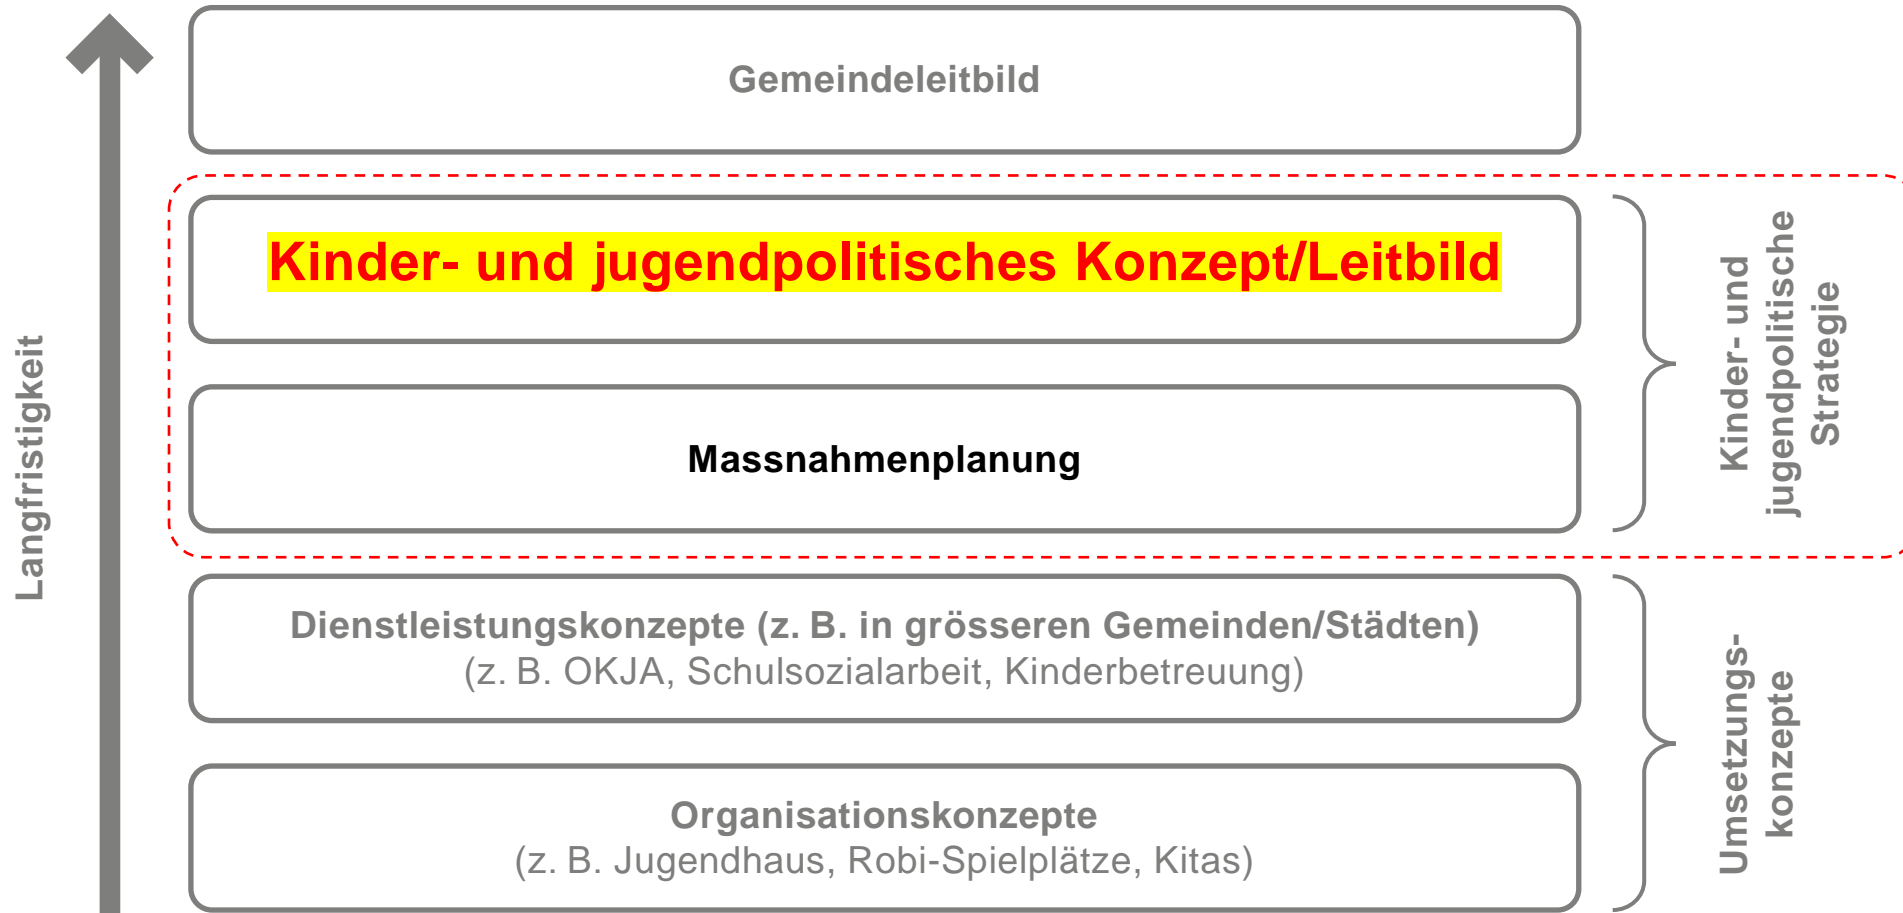 Gemeindeleitbild
Kinder- und jugendpolitisches Konzept/Leitbild
Massnahmenplanung
Dienstleistungskonzepte (z. B. in grösseren Gemeinden/Städten)
(z. B. OKJA, Schulsozialarbeit, Kinderbetreuung)
Organisationskonzepte
(z. B. Jugendhaus, Robi-Spielplätze, Kitas)
Langfristigkeit
Kinder- und
jugendpolitische
Strategie
Umsetzungs-
konzepte